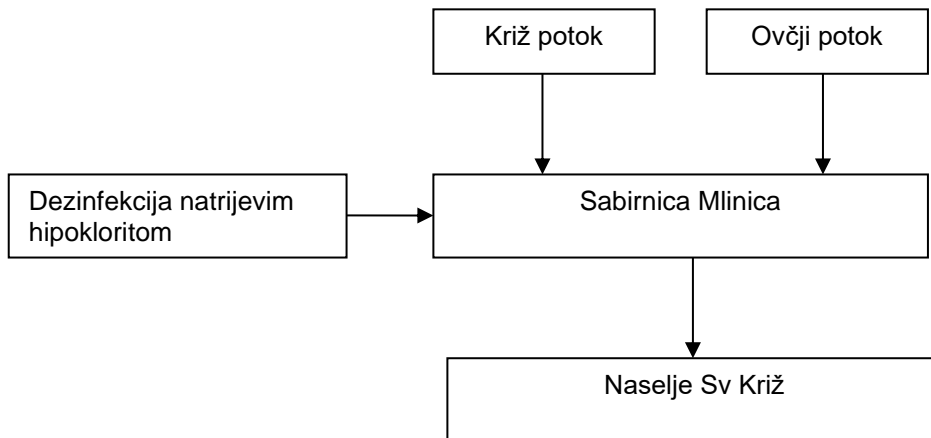 Križ potok
Ovčji potok
Dezinfekcija natrijevim
hipokloritom
Sabirnica Mlinica
Naselje Sv Križ